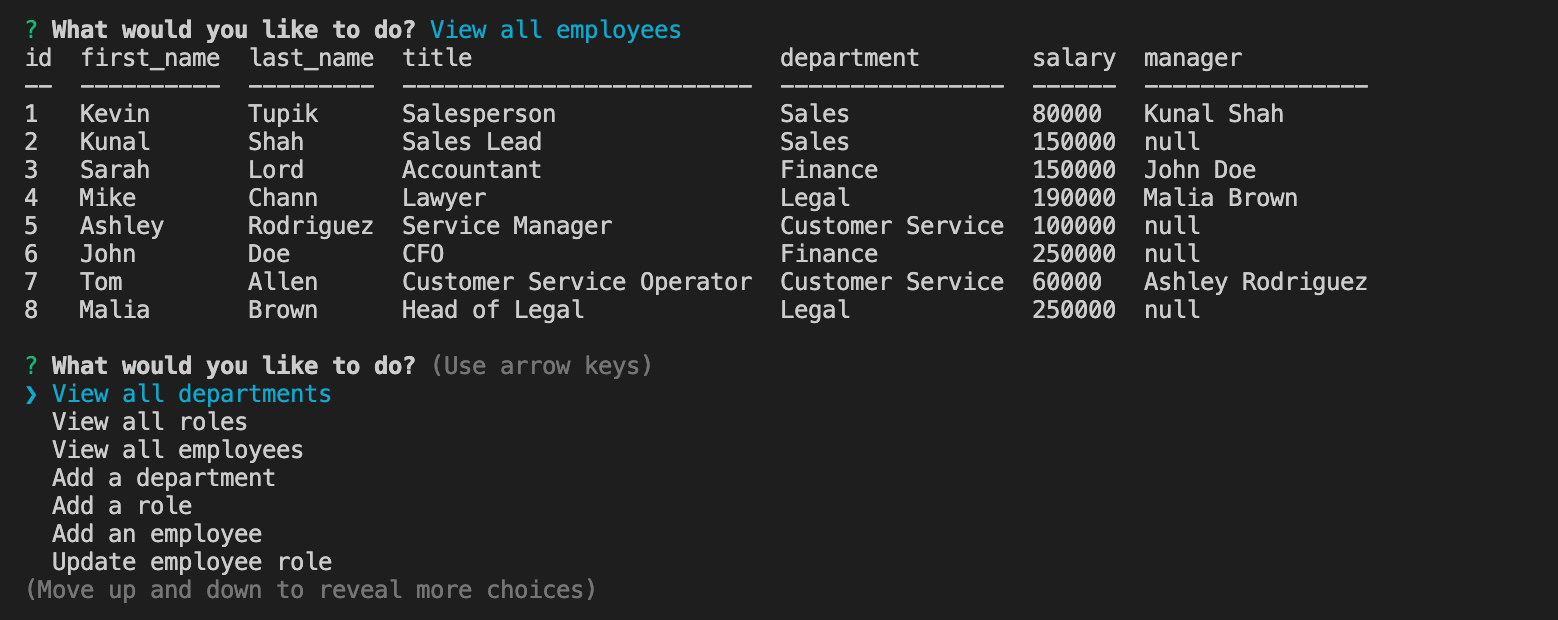 ? What would you like to do? View all employees
id  first_name  last_name  title                      department        salary  manager
--  ----------  ---------  -------------------------  ----------------  ------  ----------------
1   Kevin       Tupik      Salesperson                Sales             80000   Kunal Shah
2   Kunal       Shah       Sales Lead                 Sales             150000  null
3   Sarah       Lord       Accountant                 Finance           150000  John Doe
4   Mike        Chann      Lawyer                     Legal             190000  Malia Brown
5   Ashley      Rodriguez  Service Manager            Customer Service  100000  null
6   John        Doe        CFO                        Finance           250000  null
7   Tom         Allen      Customer Service Operator  Customer Service  60000   Ashley Rodriguez
8   Malia       Brown      Head of Legal              Legal             250000  null
? What would you like to do? (Use arrow keys)
❯ View all departments
  View all roles
  View all employees
  Add a department
  Add a role
  Add an employee
  Update employee role
(Move up and down to reveal more choices)